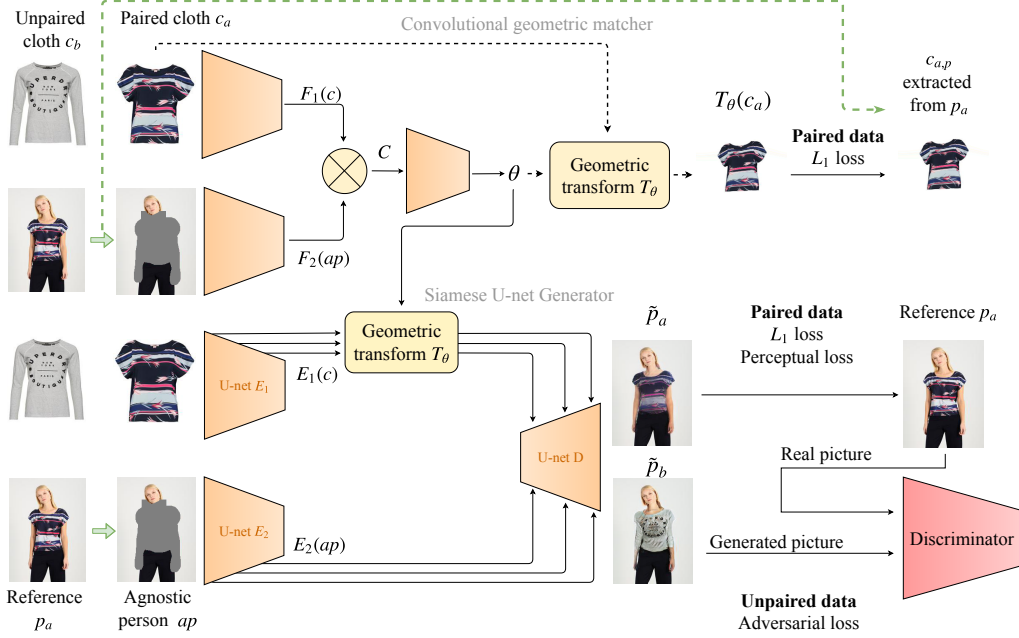 Unpaired
cloth c_b
Paired cloth c_a
Convolutional geometric matcher
F_1(c)
C
θ
Geometric
transform T_θ
T_θ(c_a)
Paired data
L_1 loss
c_{a,p}
extracted
from p_a
F_2(ap)
Siamese U-net Generator
Geometric
transform T_θ
U-net E_1
E_1(c)
U-net D
p̃_a
Paired data
L_1 loss
Perceptual loss
Reference p_a
p̃_b
Real picture
U-net E_2
E_2(ap)
Generated picture
Discriminator
Reference
p_a
Agnostic
person ap
Unpaired data
Adversarial loss